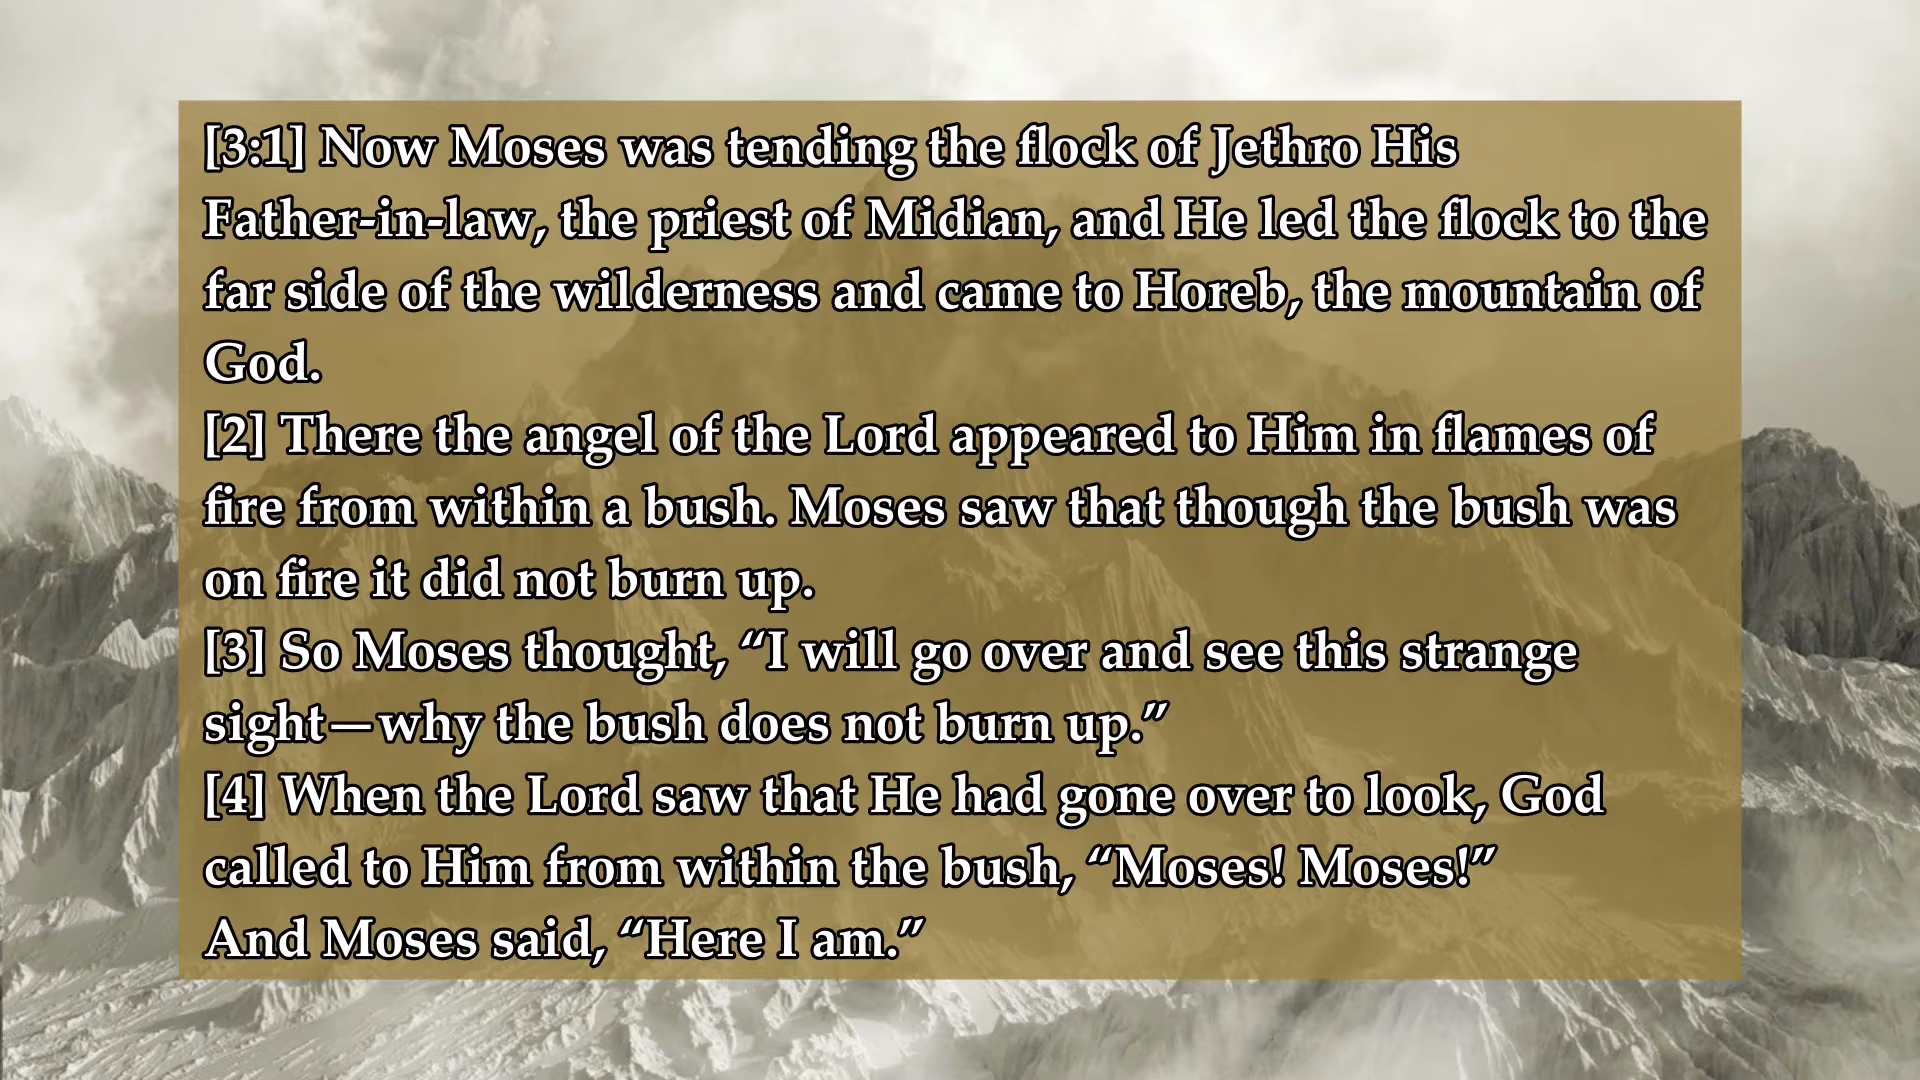 [3:1] Now Moses was tending the flock of Jethro His
Father-in-law, the priest of Midian, and He led the flock to the
far side of the wilderness and came to Horeb, the mountain of
God.
[2] There the angel of the Lord appeared to Him in flames of
fire from within a bush. Moses saw that though the bush was
on fire it did not burn up.
[3] So Moses thought, “I will go over and see this strange
sight—why the bush does not burn up.”
[4] When the Lord saw that He had gone over to look, God
called to Him from within the bush, “Moses! Moses!”
And Moses said, “Here I am.”